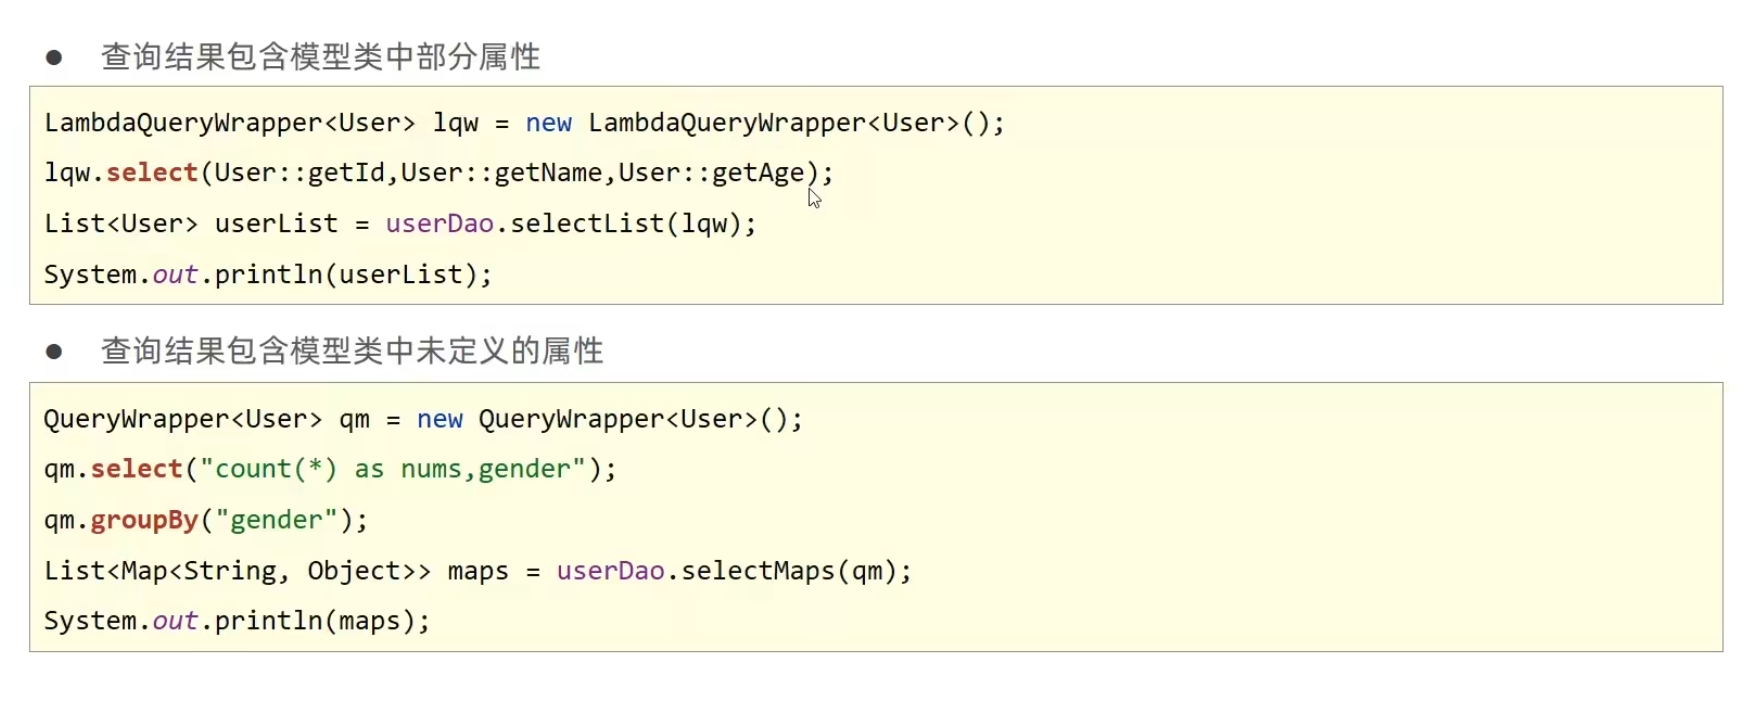 ● 查询结果包含模型类中部分属性
LambdaQueryWrapper<User> lqw = new LambdaQueryWrapper<User>();
lqw.select(User::getId,User::getName,User::getAge);
List<User> userList = userDao.selectList(lqw);
System.out.println(userList);
● 查询结果包含模型类中未定义的属性
QueryWrapper<User> qm = new QueryWrapper<User>();
qm.select("count(*) as nums,gender");
qm.groupBy("gender");
List<Map<String, Object>> maps = userDao.selectMaps(qm);
System.out.println(maps);